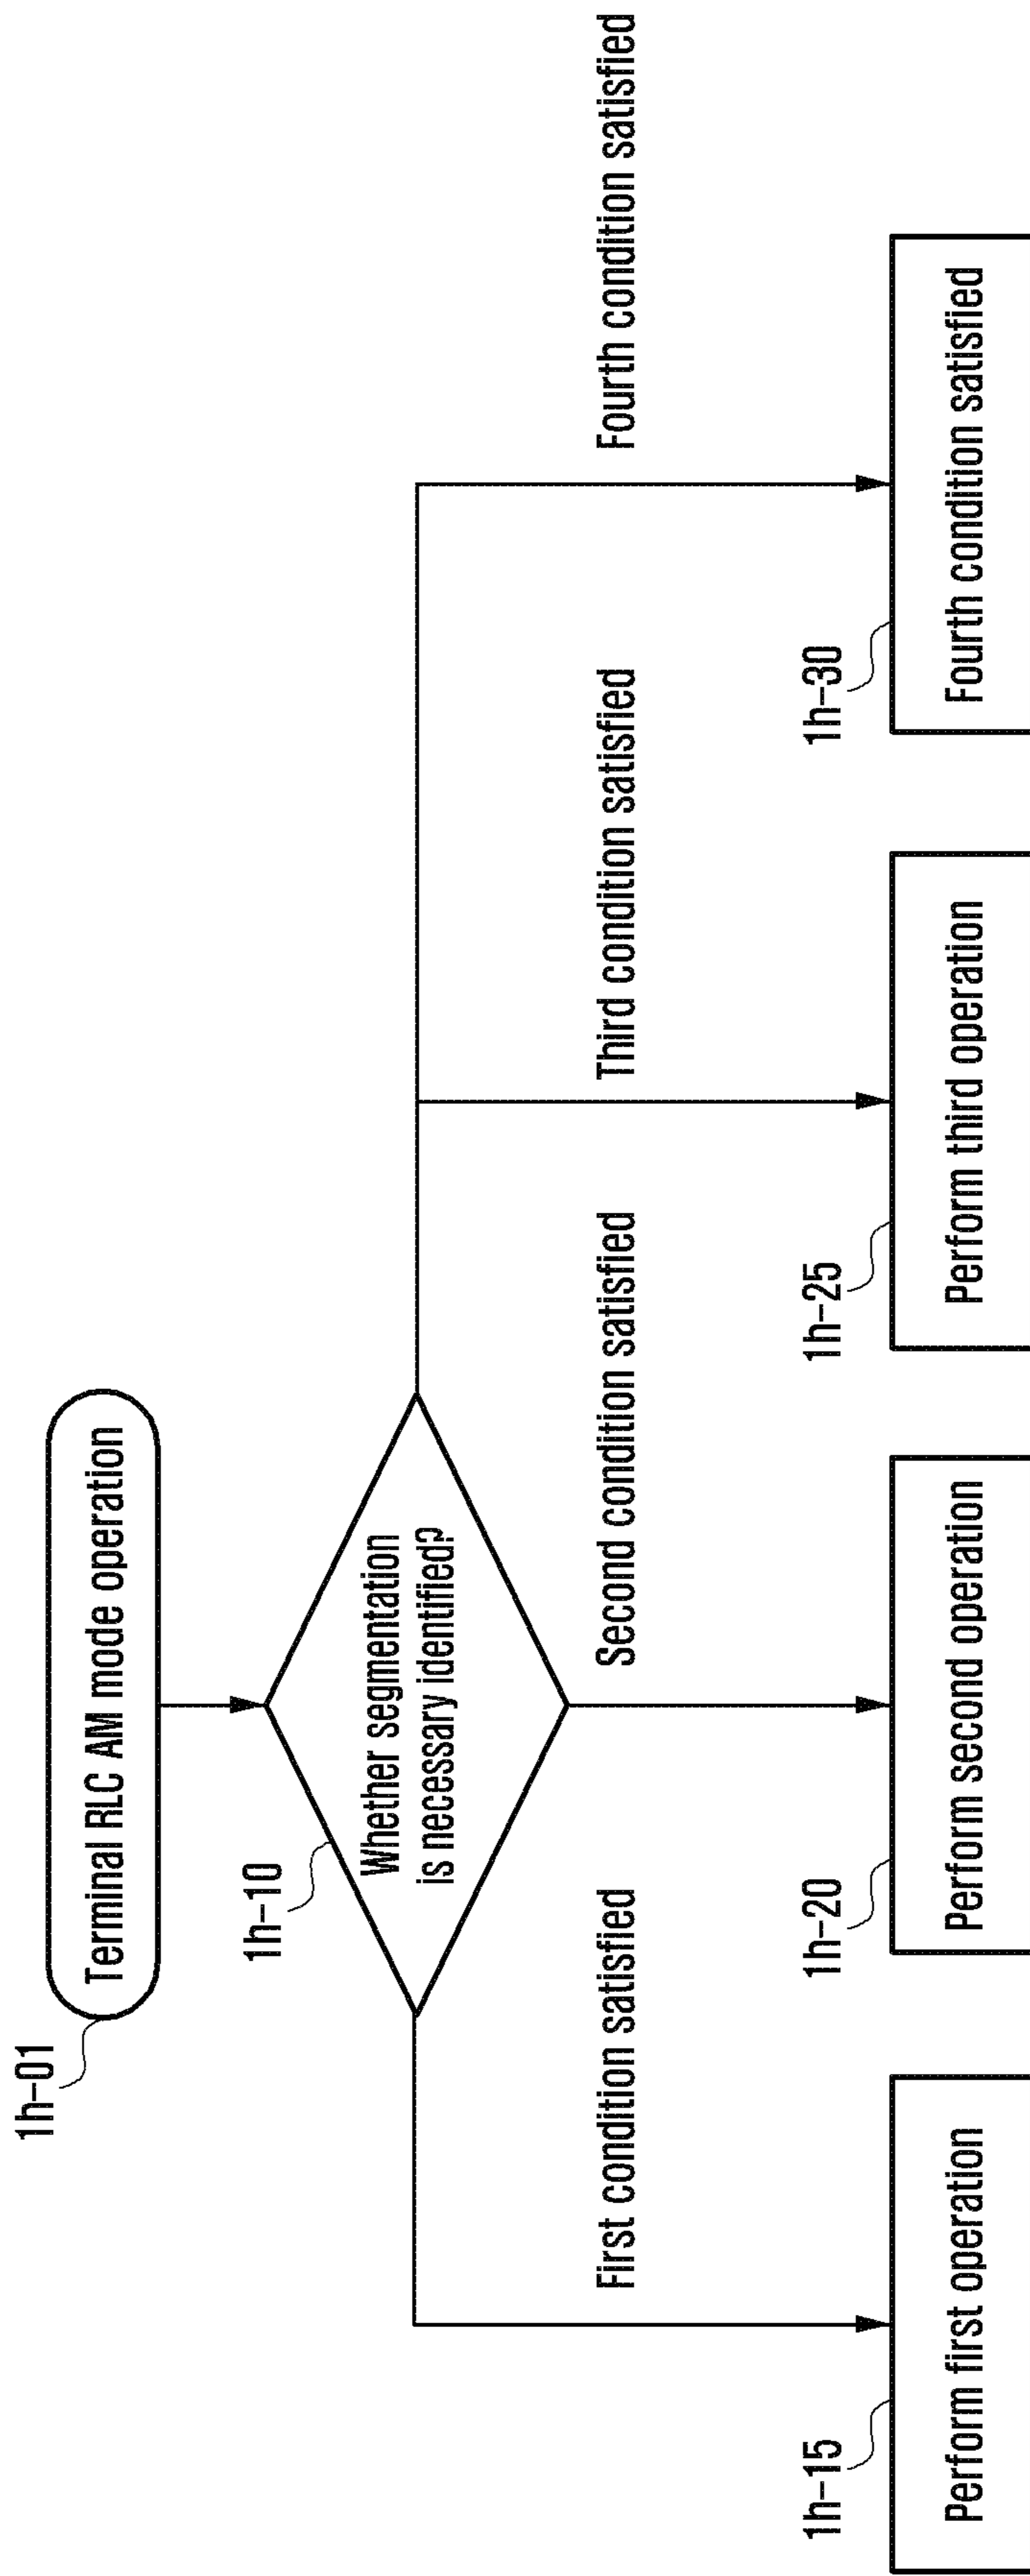 1h-01
Terminal RLC AM mode operation
1h-10
Whether segmentation
is necessary identified?
First condition satisfied
Second condition satisfied
Third condition satisfied
Fourth condition satisfied
1h-15
1h-20
1h-25
1h-30
Perform first operation
Perform second operation
Perform third operation
Fourth condition satisfied